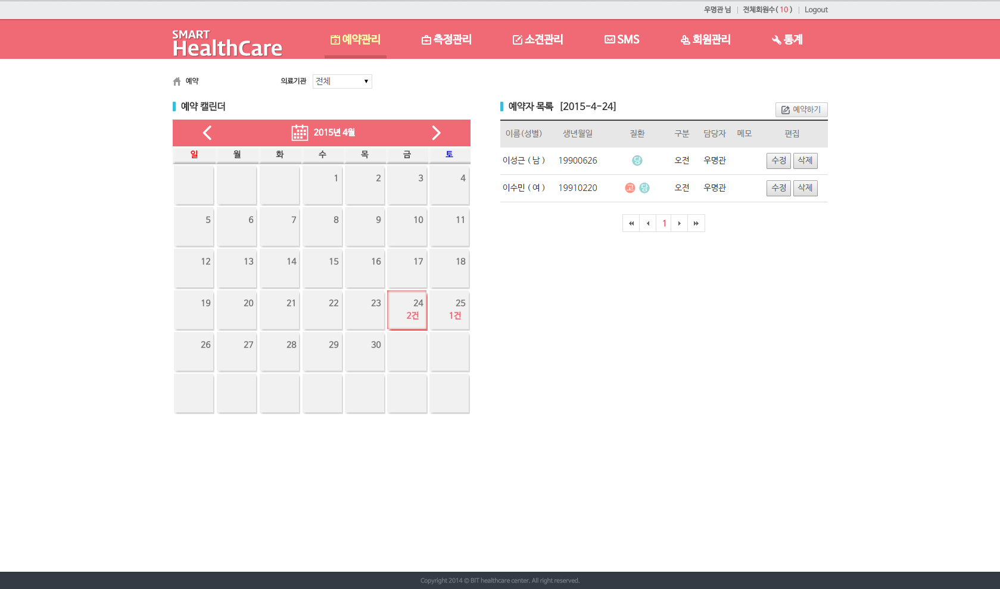 우명관 님 | 전체회원수( 10 ) | Logout
SMART
HealthCare
예약관리 측정관리 소견관리 SMS 회원관리 통계
예약 의료기관 전체
예약 캘린더
2015년 4월
일 월 화 수 목 금 토
1 2 3 4
5 6 7 8 9 10 11
12 13 14 15 16 17 18
19 20 21 22 23 24 25
2건 1건
26 27 28 29 30
예약자 목록 [2015-4-24]
예약하기
이름(성별) 생년월일 질환 구분 담당자 메모 편집
이성근 ( 남 ) 19900626 당 오전 우명관 수정 삭제
이수민 ( 여 ) 19910220 고 당 오전 우명관 수정 삭제
1
Copyright 2014 © BIT healthcare center. All right reserved.